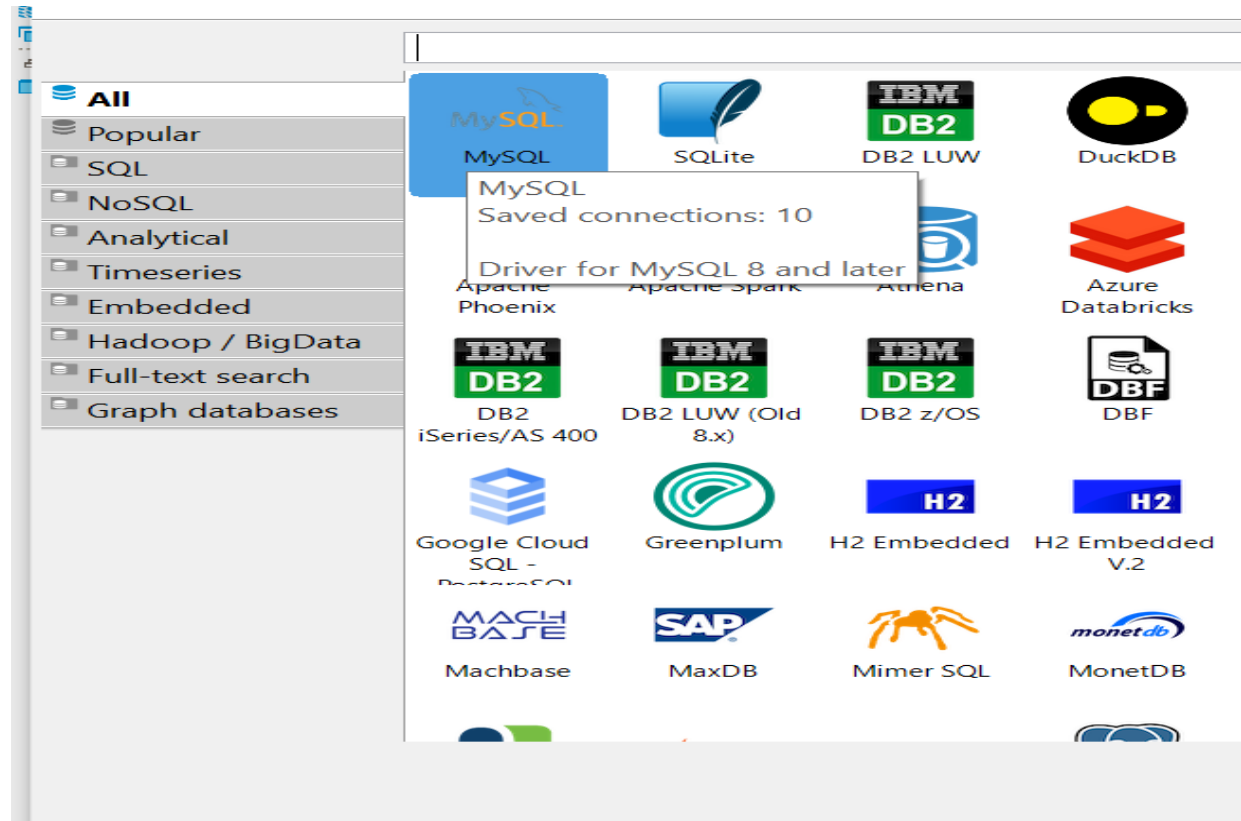 All
Popular
SQL
NoSQL
Analytical
Timeseries
Embedded
Hadoop / BigData
Full-text search
Graph databases
MySQL
MySQL
SQLite
IBM
DB2
DB2 LUW
DuckDB
MySQL
Saved connections: 10
Driver for MySQL 8 and later
Apache
Phoenix
Apache Spark
Athena
Azure
Databricks
IBM
DB2
DB2
iSeries/AS 400
IBM
DB2
DB2 LUW (Old
8.x)
IBM
DB2
DB2 z/OS
DBF
DBF
Google Cloud
SQL -
PostgreSQL
Greenplum
H2
H2 Embedded
H2
H2 Embedded
V.2
MACH
BASE
Machbase
SAP
MaxDB
Mimer SQL
monetdb
MonetDB